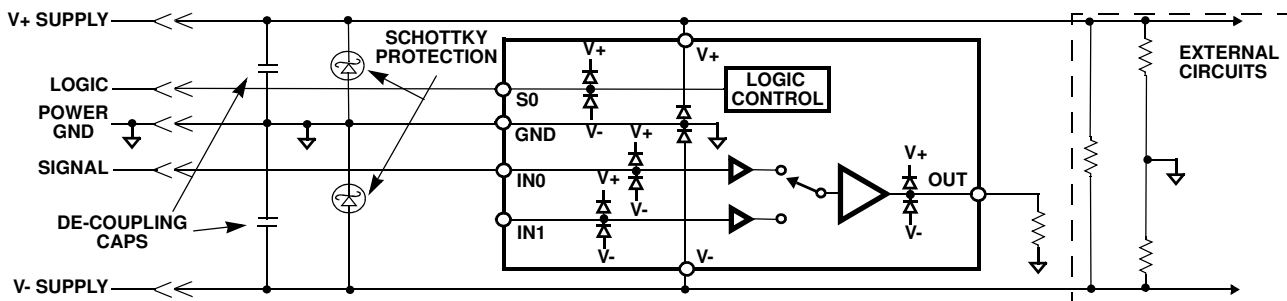 V+ SUPPLY
LOGIC
POWER
GND
SIGNAL
DE-COUPLING
CAPS
V- SUPPLY
SCHOTTKY
PROTECTION
S0
GND
IN0
IN1
V+
V-
V+
V-
V+
V-
V+
V-
LOGIC
CONTROL
V+
V-
OUT
EXTERNAL
CIRCUITS